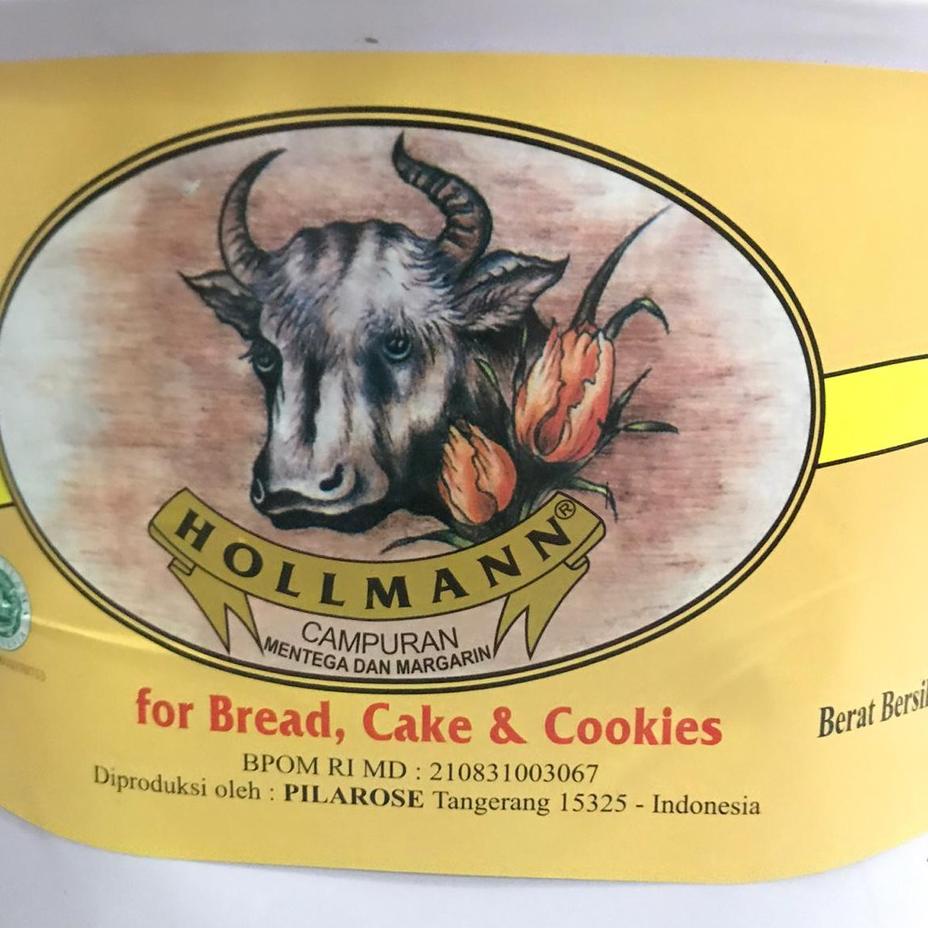 HOLLMANN®
CAMPURAN
MENTEGA DAN MARGARIN
for Bread, Cake & Cookies
BPOM RI MD : 210831003067
Diproduksi oleh : PILAROSE Tangerang 15325 - Indonesia
Berat